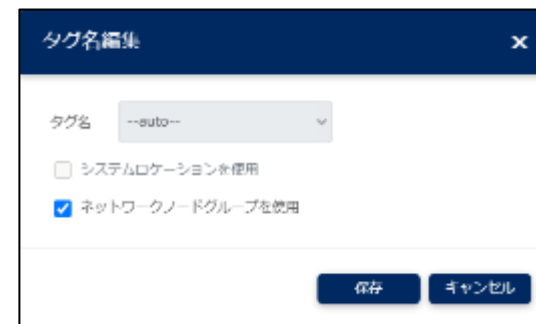 タグ名編集 ×
タグ名 --auto--
システムロケーションを使用
ネットワークノードグループを使用
保存 キャンセル